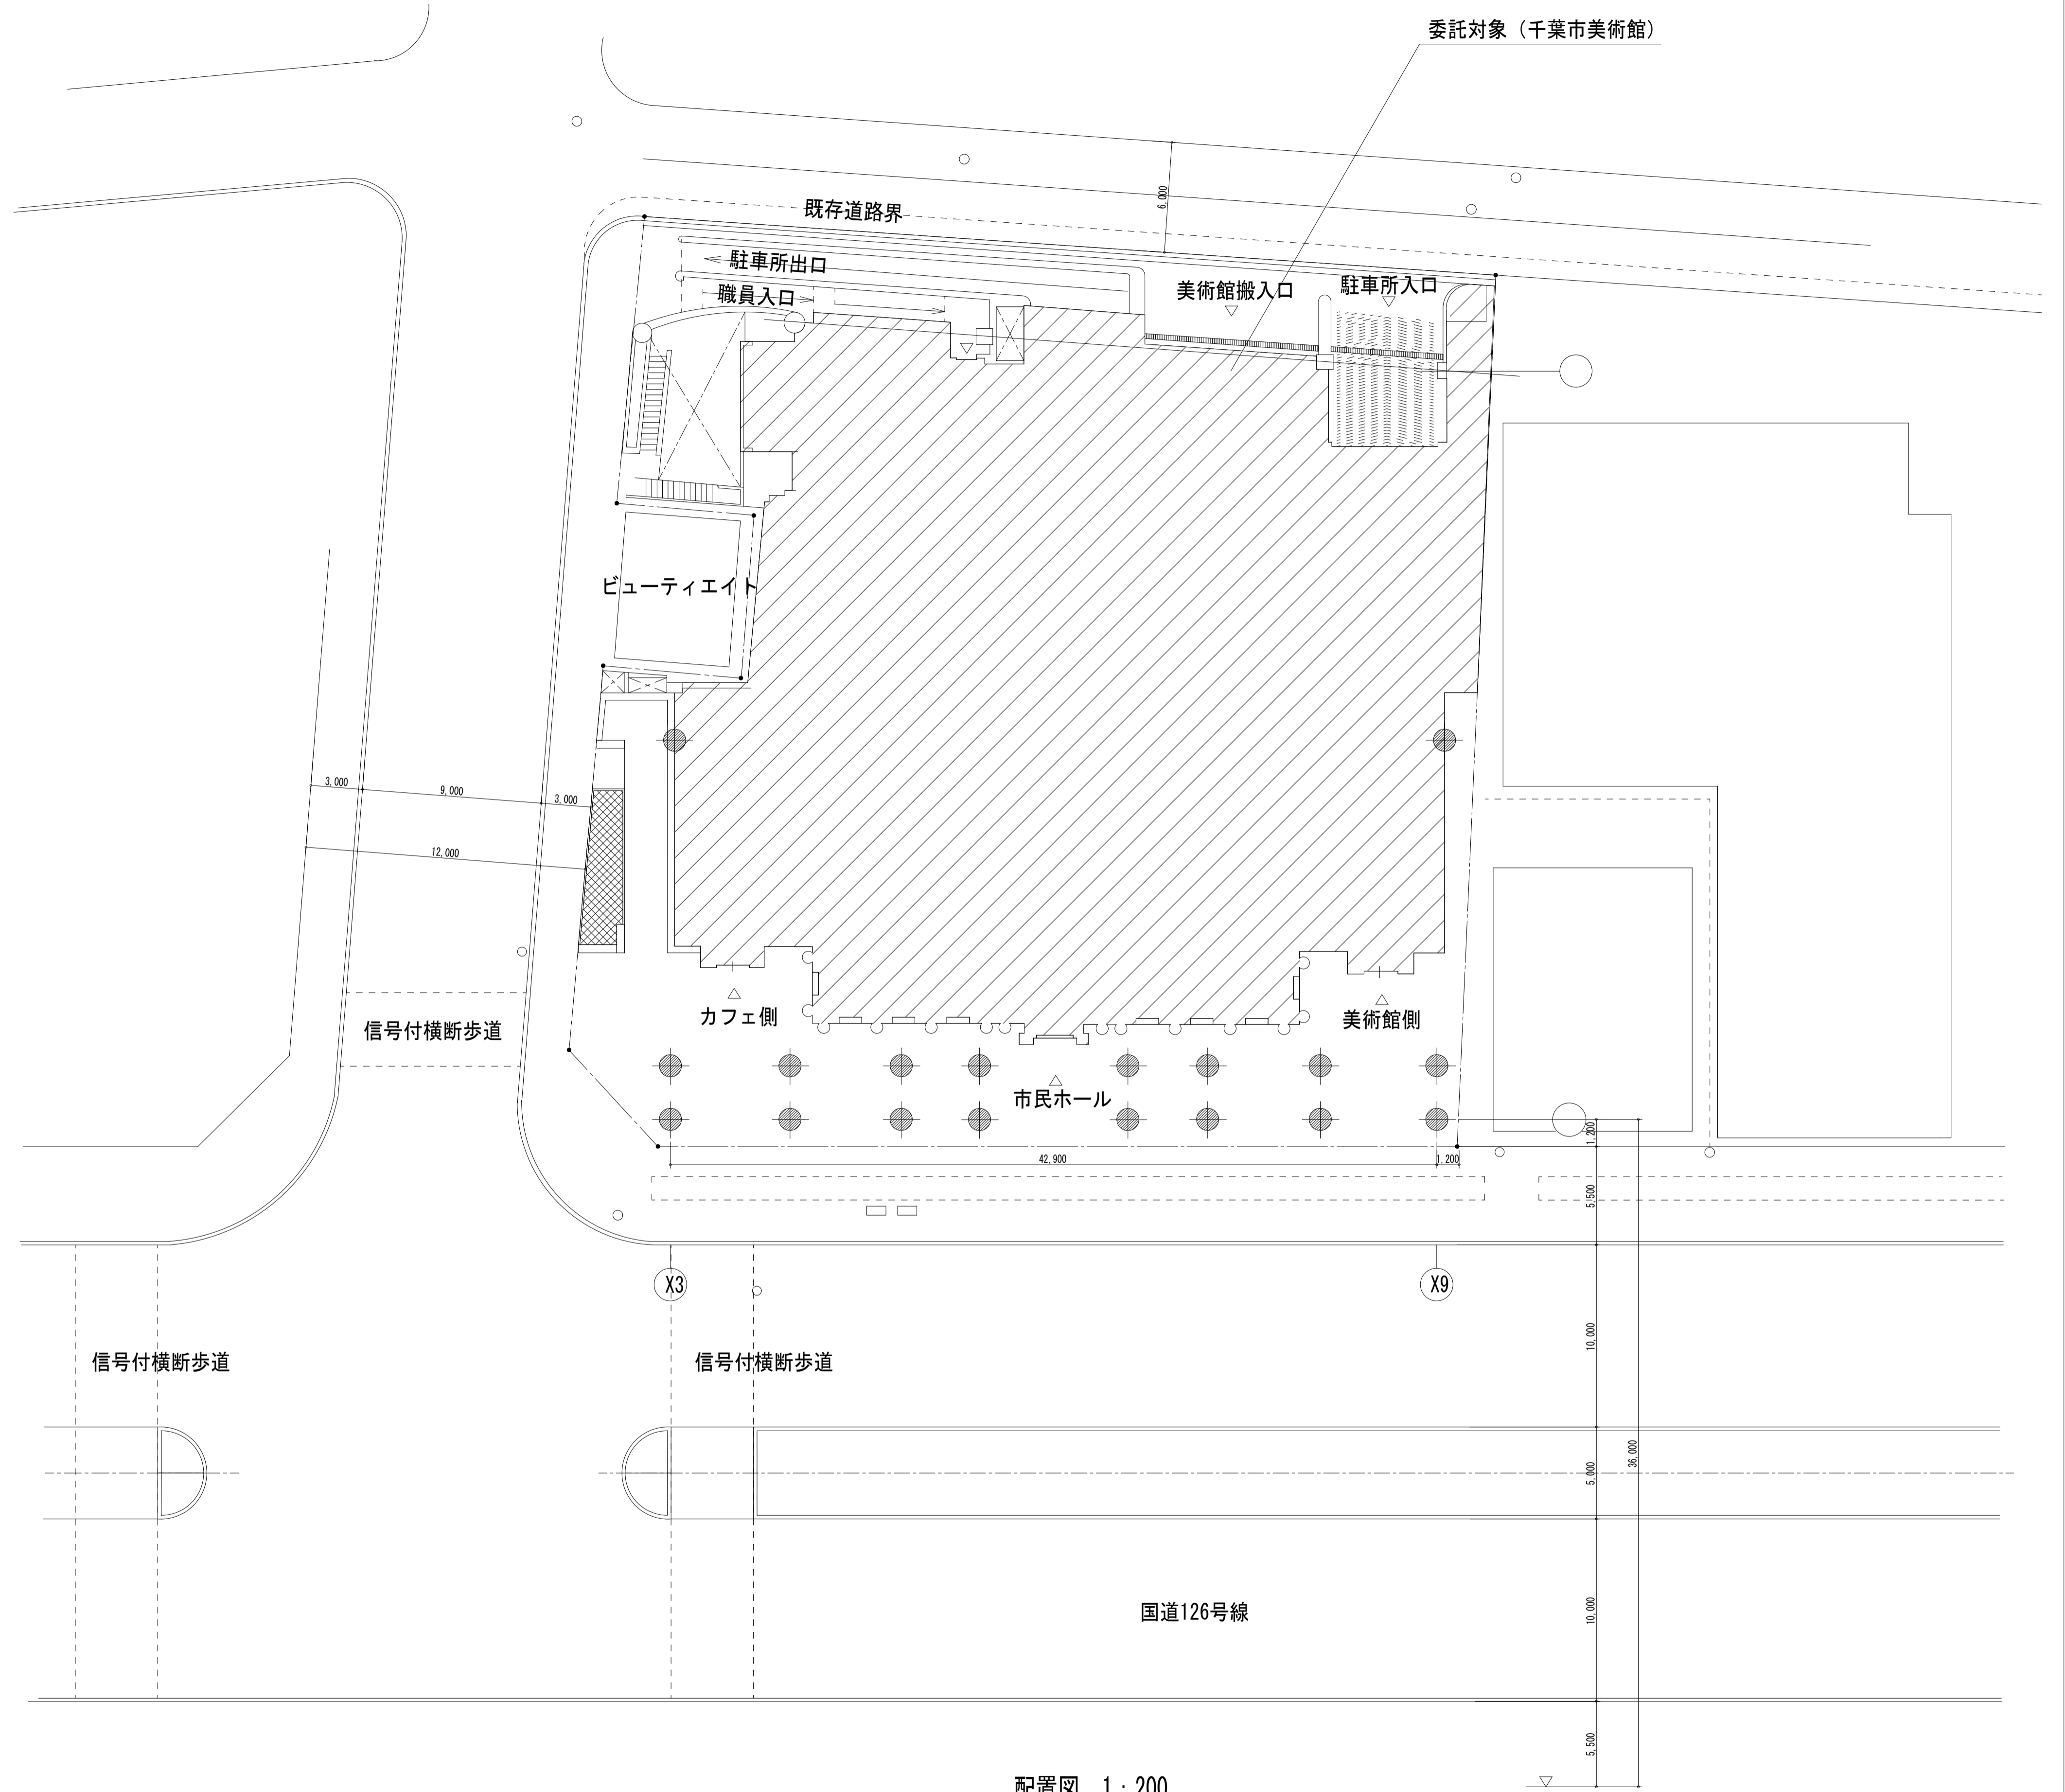 委託対象（千葉市美術館）
6,000
既存道路界
駐車所出口
職員入口
美術館搬入口
駐車所入口
ビューティエイト
3,000
9,000
3,000
12,000
カフェ側
美術館側
信号付横断歩道
市民ホール
1,200
42,900
1,200
5,500
X3
X9
10,000
信号付横断歩道
信号付横断歩道
36,000
5,000
国道126号線
10,000
5,500
配置図　1：200